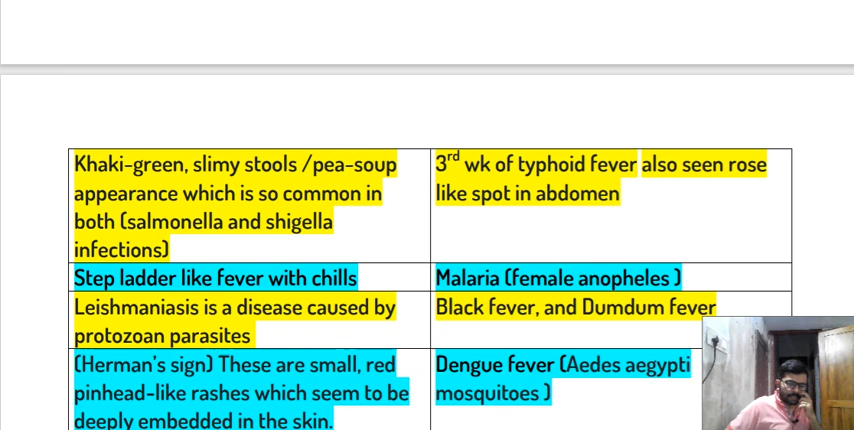 Khaki-green, slimy stools /pea-soup
appearance which is so common in
both (salmonella and shigella
infections)
3rd wk of typhoid fever also seen rose
like spot in abdomen
Step ladder like fever with chills
Malaria (female anopheles )
Leishmaniasis is a disease caused by
protozoan parasites
Black fever, and Dumdum fever
(Herman's sign) These are small, red
pinhead-like rashes which seem to be
deeply embedded in the skin.
Dengue fever (Aedes aegypti
mosquitoes )